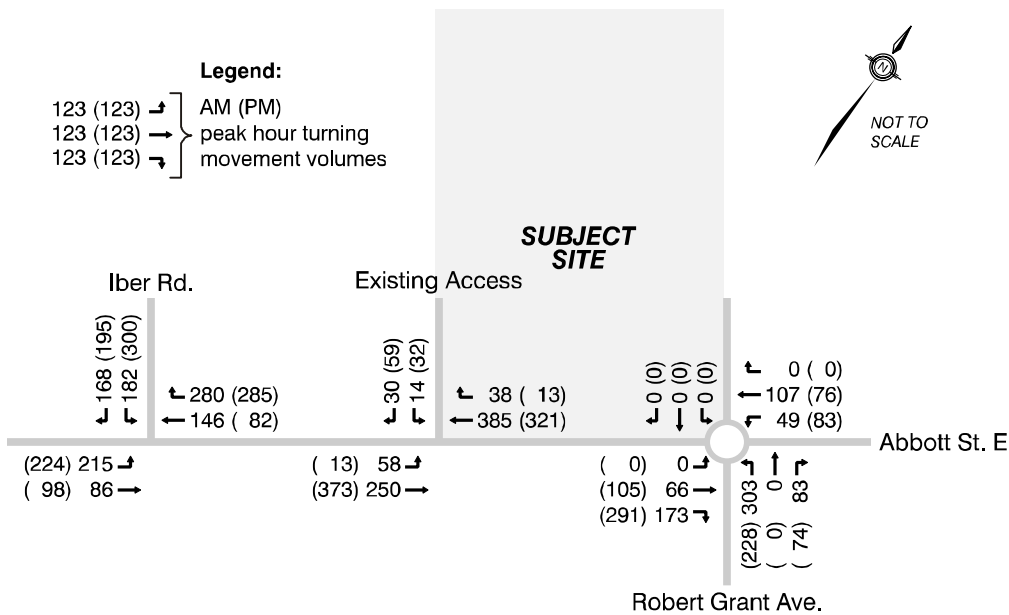 Legend:
123 (123)
AM (PM)
123 (123)
peak hour turning
123 (123)
movement volumes
N
NOT TO
SCALE
SUBJECT
SITE
Iber Rd.
Existing Access
168 (195)
182 (300)
280 (285)
146 ( 82)
30 (59)
14 (32)
38 ( 13)
385 (321)
0 (0)
0 (0)
0 (0)
0 ( 0)
107 (76)
49 (83)
Abbott St. E
(224) 215
( 98) 86
( 13) 58
(373) 250
( 0) 0
(105) 66
(291) 173
(228) 303
( 0) 0
( 74) 83
Robert Grant Ave.